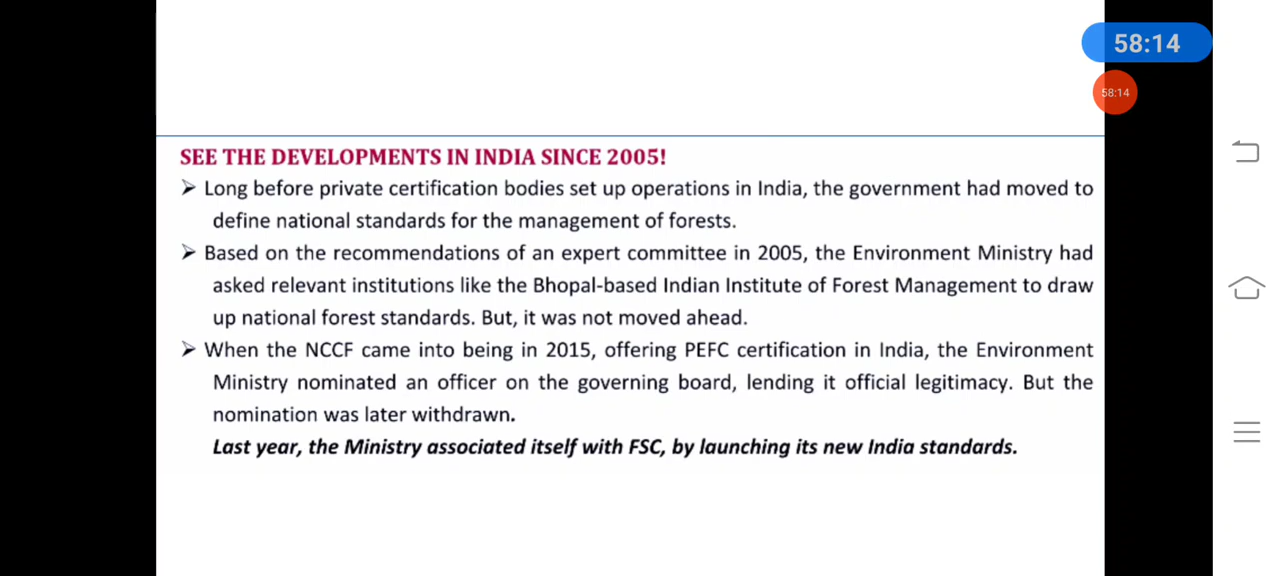 58:14
58:14
SEE THE DEVELOPMENTS IN INDIA SINCE 2005!
➢ Long before private certification bodies set up operations in India, the government had moved to
define national standards for the management of forests.
➢ Based on the recommendations of an expert committee in 2005, the Environment Ministry had
asked relevant institutions like the Bhopal-based Indian Institute of Forest Management to draw
up national forest standards. But, it was not moved ahead.
➢ When the NCCF came into being in 2015, offering PEFC certification in India, the Environment
Ministry nominated an officer on the governing board, lending it official legitimacy. But the
nomination was later withdrawn.
Last year, the Ministry associated itself with FSC, by launching its new India standards.